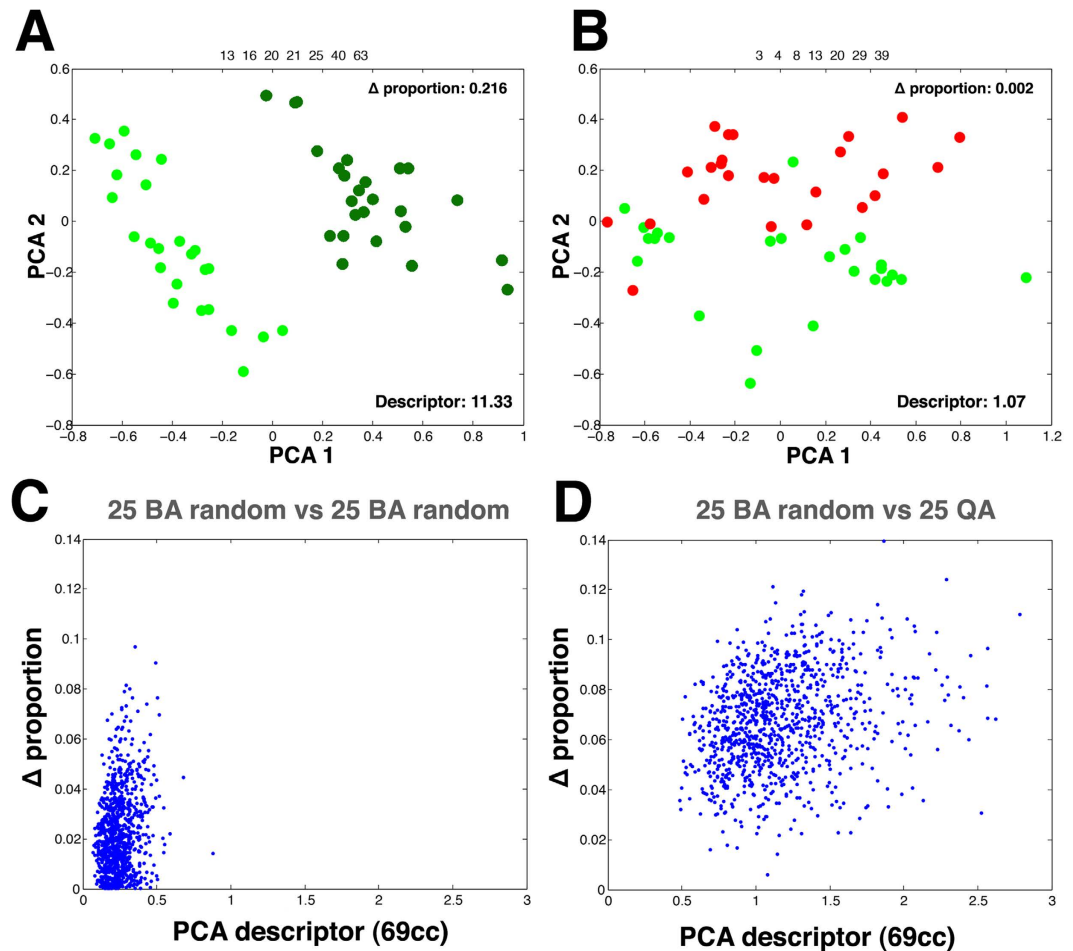 A
13 16 20 21 25 40 63
0.6
0.4
0.2
0
−0.2
−0.4
−0.6
−0.8
PCA 2
Δ proportion: 0.216
Descriptor: 11.33
−0.8 −0.6 −0.4 −0.2 0 0.2 0.4 0.6 0.8 1
PCA 1
B
3 4 8 13 20 29 39
0.6
0.4
0.2
0
−0.2
−0.4
−0.6
−0.8
PCA 2
Δ proportion: 0.002
Descriptor: 1.07
−0.8 −0.6 −0.4 −0.2 0 0.2 0.4 0.6 0.8 1 1.2
PCA 1
C
25 BA random vs 25 BA random
0.14
0.12
0.1
0.08
0.06
0.04
0.02
0
Δ proportion
0 0.5 1 1.5 2 2.5 3
PCA descriptor (69cc)
D
25 BA random vs 25 QA
0.14
0.12
0.1
0.08
0.06
0.04
0.02
0
Δ proportion
0 0.5 1 1.5 2 2.5 3
PCA descriptor (69cc)